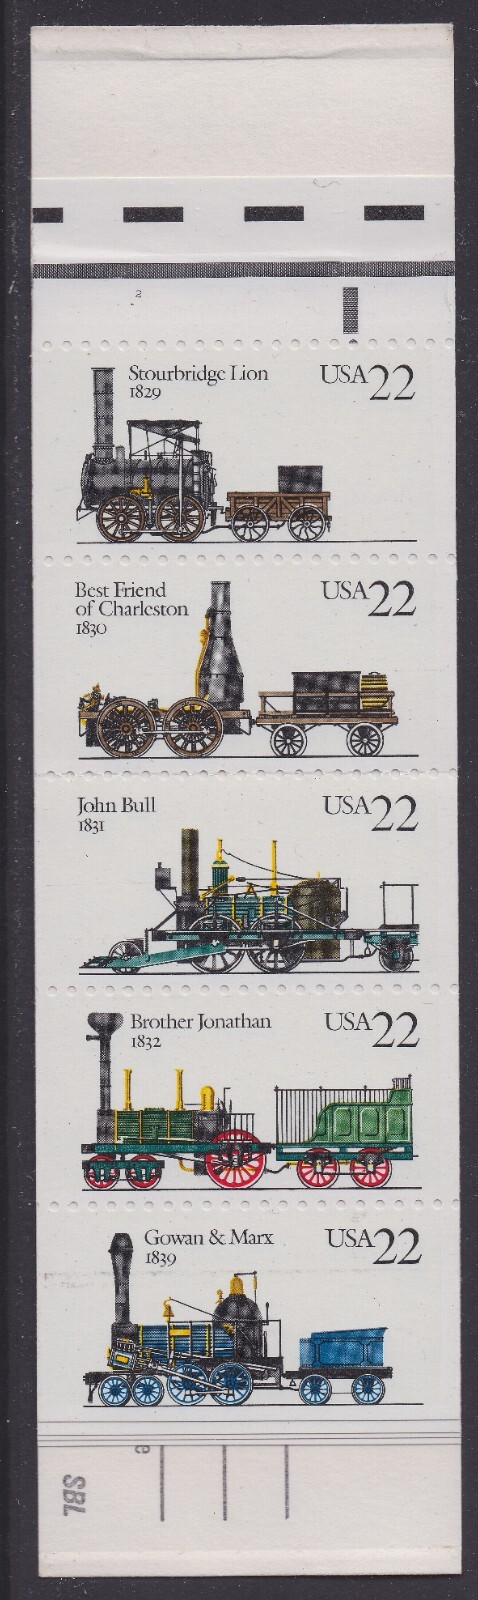 2
Stourbridge Lion
1829
USA22
Best Friend
of Charleston
1830
USA22
John Bull
1831
USA22
Brother Jonathan
1832
USA22
Gowan & Marx
1839
USA22
e
SBL